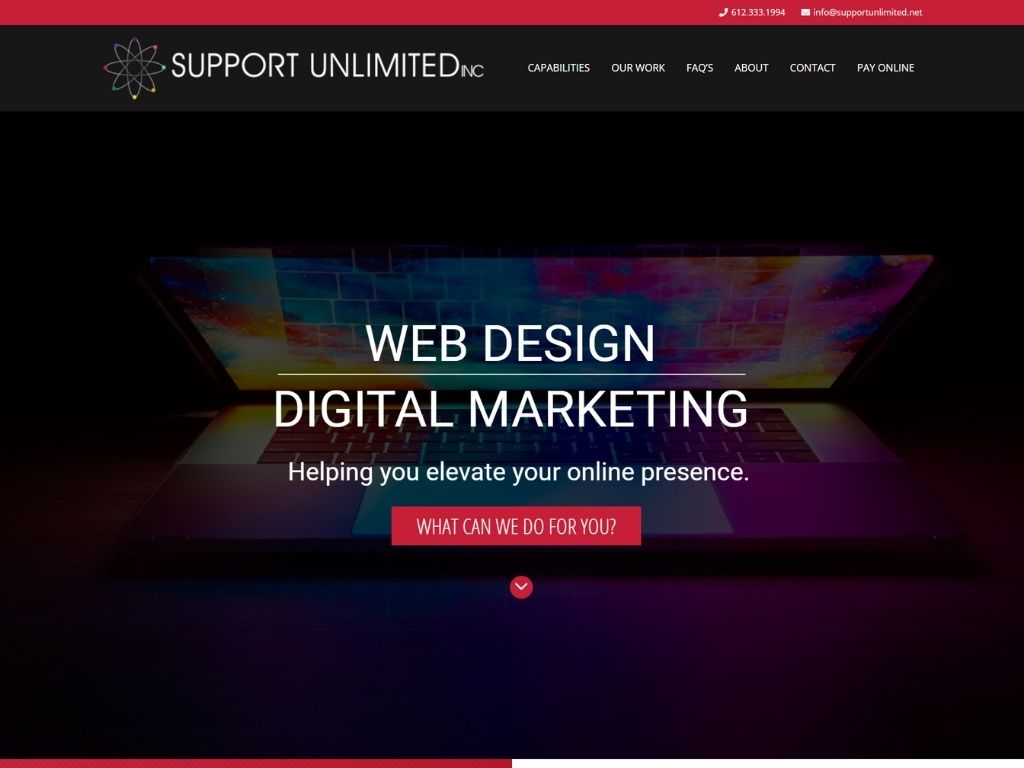 612.333.1994 info@supportunlimited.net
SUPPORT UNLIMITED INC
CAPABILITIES OUR WORK FAQ'S ABOUT CONTACT PAY ONLINE
WEB DESIGN
DIGITAL MARKETING
Helping you elevate your online presence.
WHAT CAN WE DO FOR YOU?